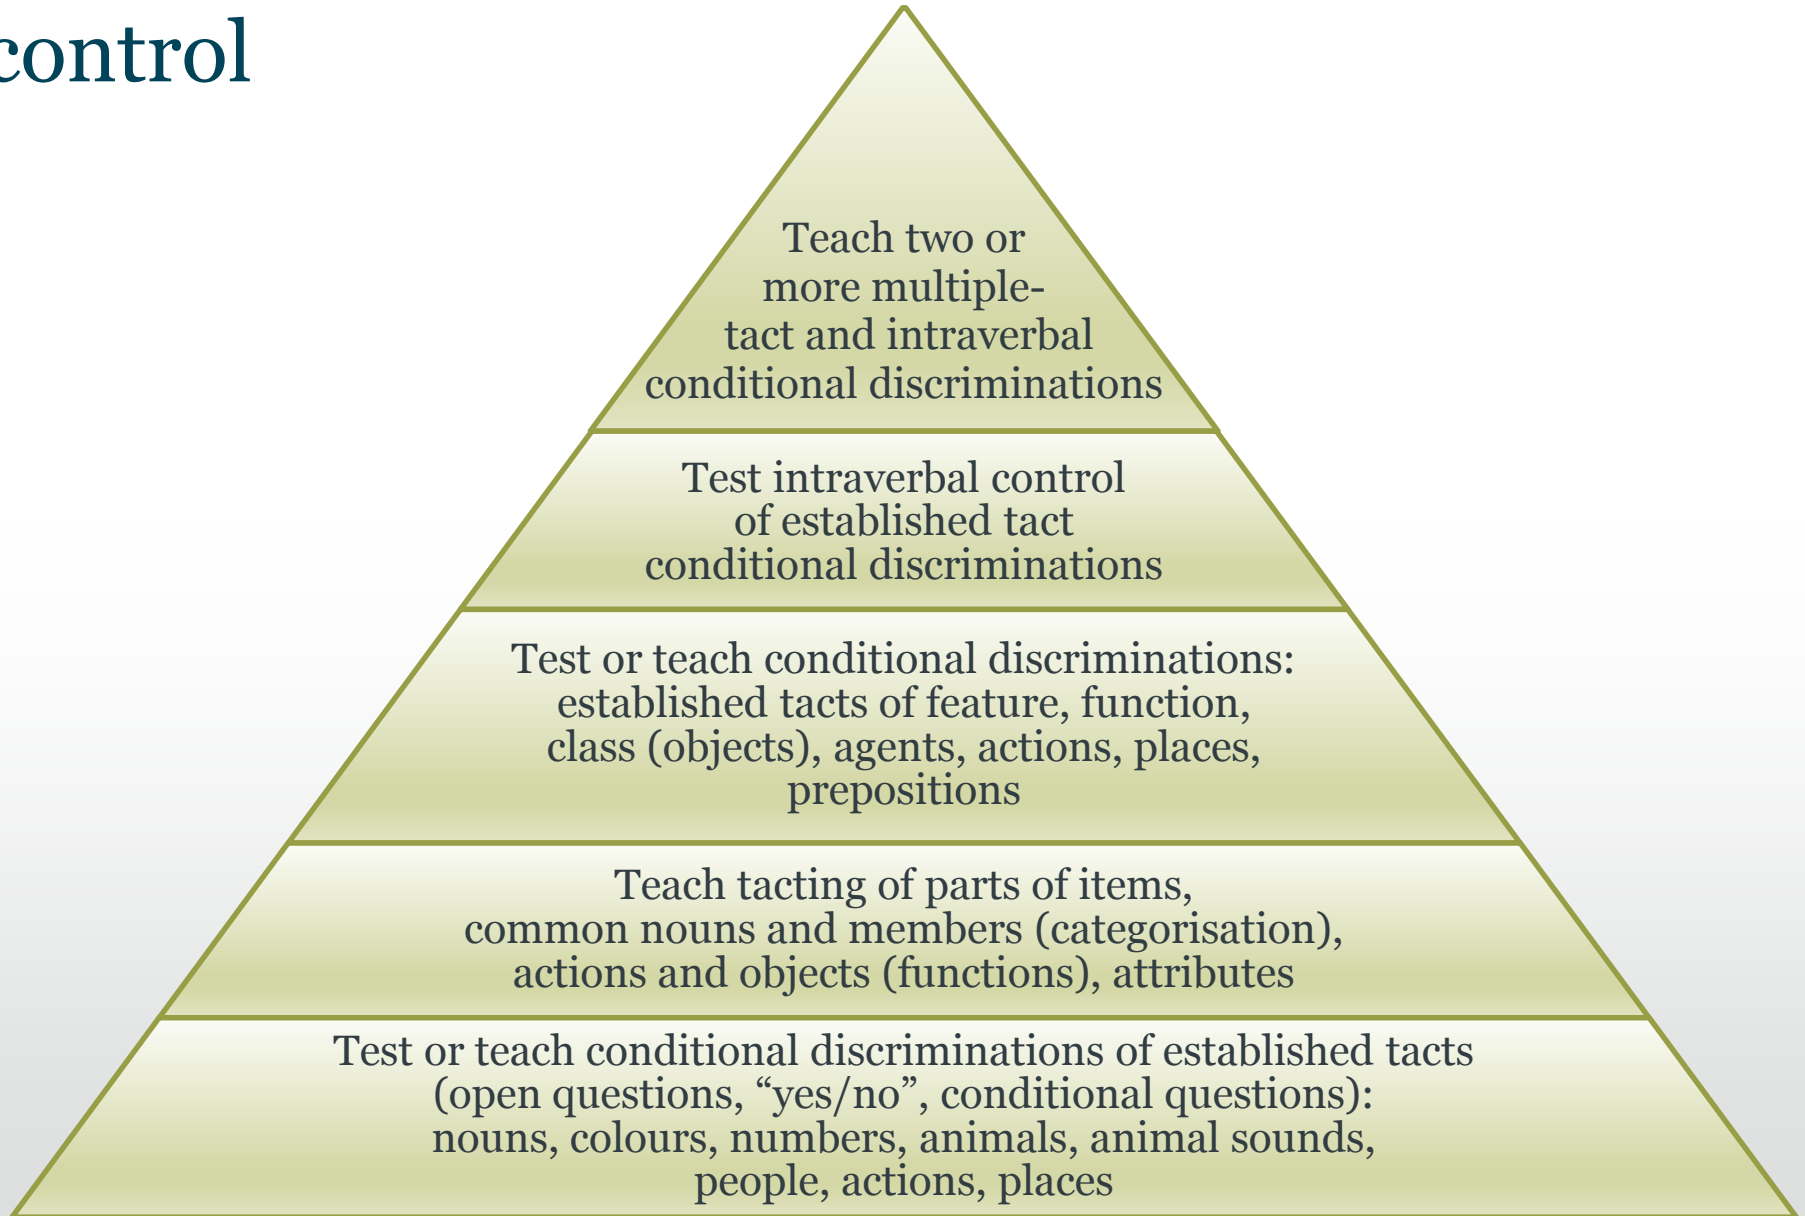 control
Teach two or
more multiple-
tact and intraverbal
conditional discriminations
Test intraverbal control
of established tact
conditional discriminations
Test or teach conditional discriminations:
established tacts of feature, function,
class (objects), agents, actions, places,
prepositions
Teach tacting of parts of items,
common nouns and members (categorisation),
actions and objects (functions), attributes
Test or teach conditional discriminations of established tacts
(open questions, “yes/no”, conditional questions):
nouns, colours, numbers, animals, animal sounds,
people, actions, places